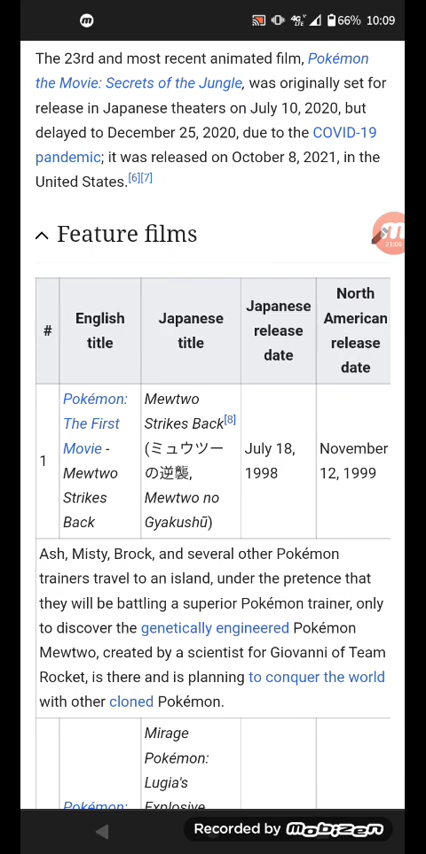 66% 10:09
The 23rd and most recent animated film, Pokémon
the Movie: Secrets of the Jungle, was originally set for
release in Japanese theaters on July 10, 2020, but
delayed to December 25, 2020, due to the COVID-19
pandemic; it was released on October 8, 2021, in the
United States.[6][7]
Feature films
#
English
title
Japanese
title
Japanese
release
date
North
American
release
date
1
Pokémon:
The First
Movie -
Mewtwo
Strikes
Back
Mewtwo
Strikes Back[8]
(ミュウツー
の逆襲,
Mewtwo no
Gyakushū)
July 18,
1998
November
12, 1999
Ash, Misty, Brock, and several other Pokémon
trainers travel to an island, under the pretence that
they will be battling a superior Pokémon trainer, only
to discover the genetically engineered Pokémon
Mewtwo, created by a scientist for Giovanni of Team
Rocket, is there and is planning to conquer the world
with other cloned Pokémon.
Pokémon:
Mirage
Pokémon:
Lugia's
Explosive
Recorded by mobizen